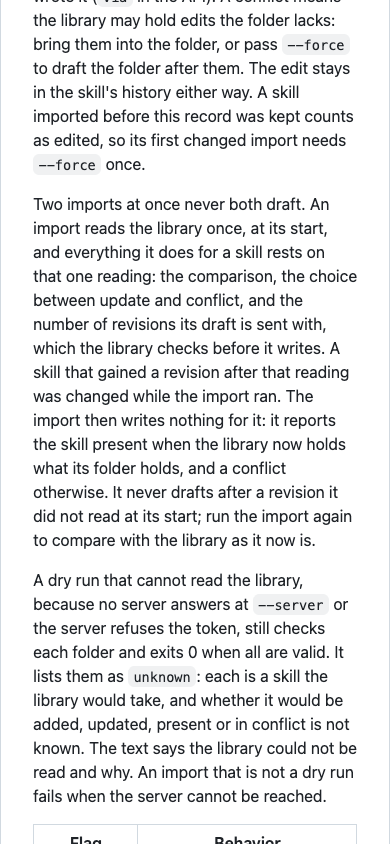 the library may hold edits the folder lacks:
bring them into the folder, or pass --force
to draft the folder after them. The edit stays
in the skill's history either way. A skill
imported before this record was kept counts
as edited, so its first changed import needs
--force once.
Two imports at once never both draft. An
import reads the library once, at its start,
and everything it does for a skill rests on
that one reading: the comparison, the choice
between update and conflict, and the
number of revisions its draft is sent with,
which the library checks before it writes. A
skill that gained a revision after that reading
was changed while the import ran. The
import then writes nothing for it: it reports
the skill present when the library now holds
what its folder holds, and a conflict
otherwise. It never drafts after a revision it
did not read at its start; run the import again
to compare with the library as it now is.
A dry run that cannot read the library,
because no server answers at --server or
the server refuses the token, still checks
each folder and exits 0 when all are valid. It
lists them as unknown: each is a skill the
library would take, and whether it would be
added, updated, present or in conflict is not
known. The text says the library could not be
read and why. An import that is not a dry run
fails when the server cannot be reached.
Flag Behavior